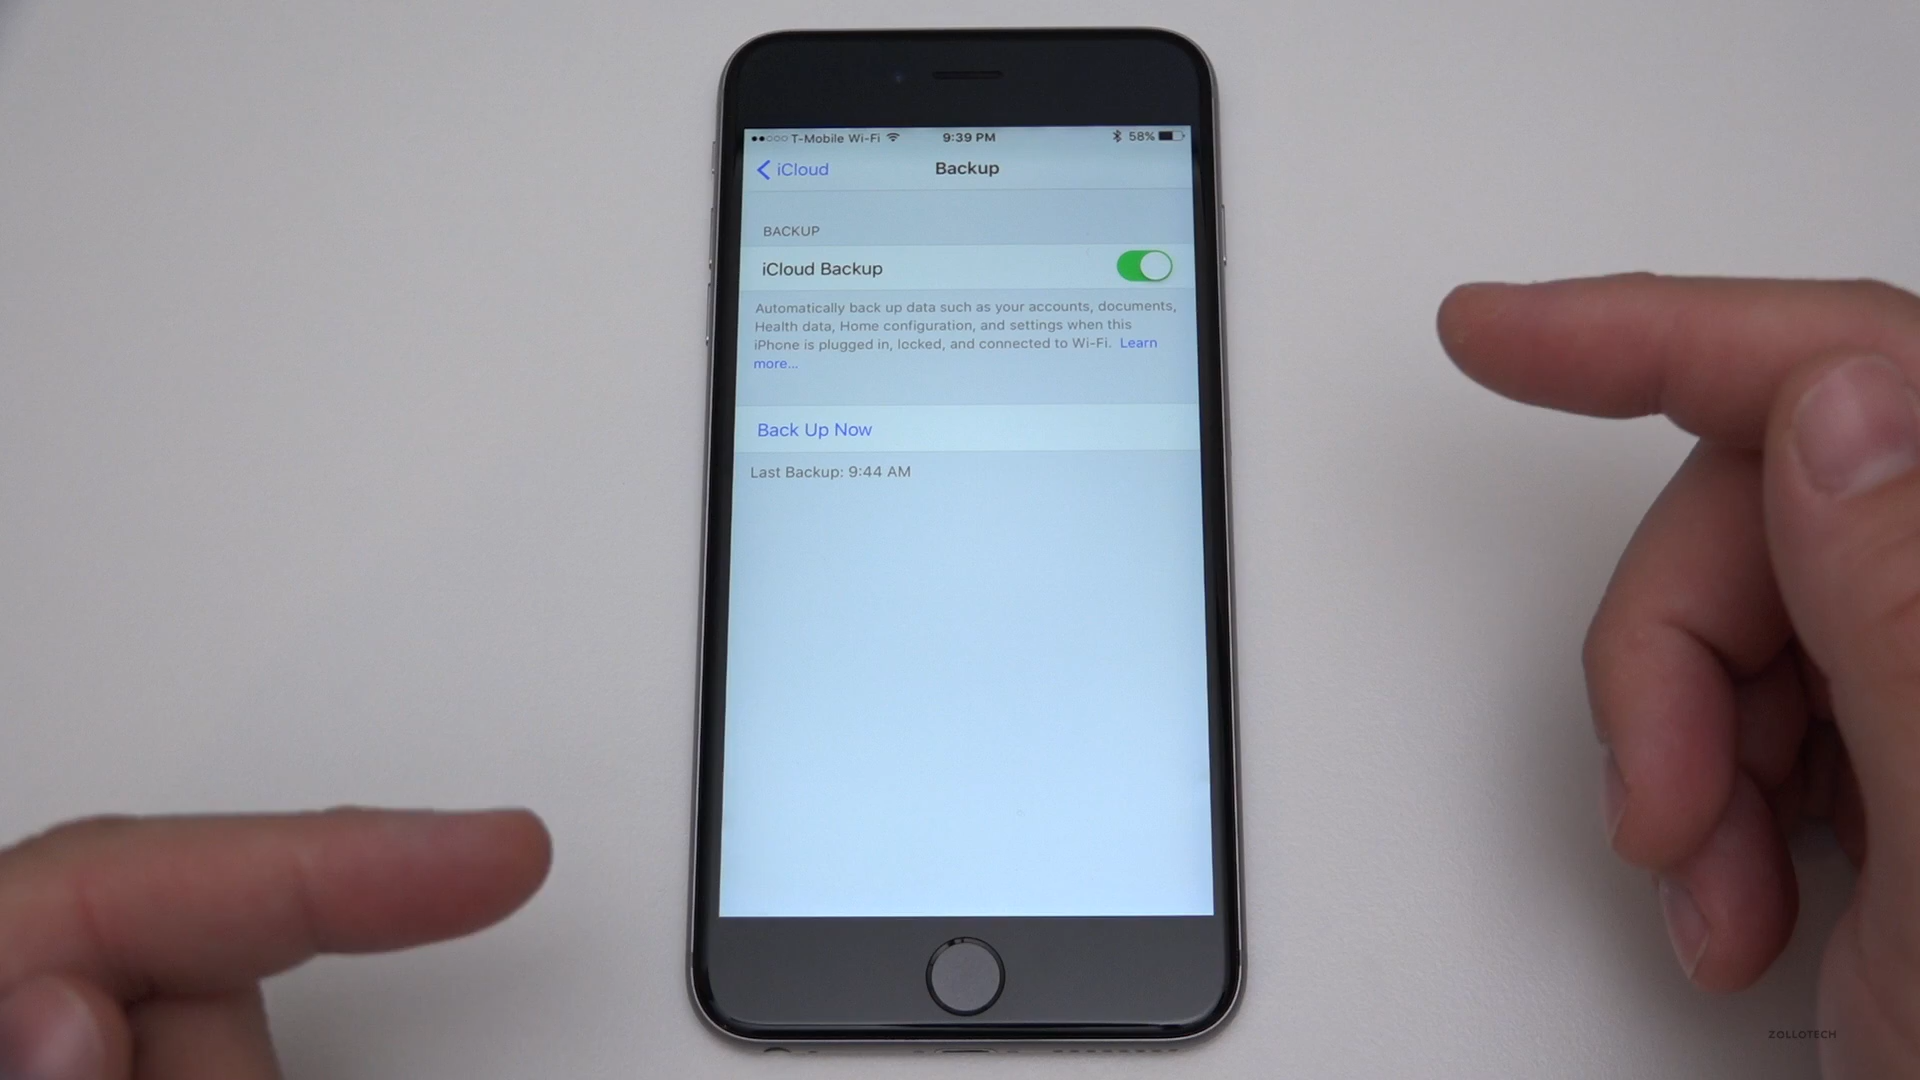 T-Mobile Wi-Fi 9:39 PM 58%
iCloud Backup
BACKUP
iCloud Backup
Automatically back up data such as your accounts, documents,
Health data, Home configuration, and settings when this
iPhone is plugged in, locked, and connected to Wi-Fi. Learn
more...
Back Up Now
Last Backup: 9:44 AM
ZOLLOTECH